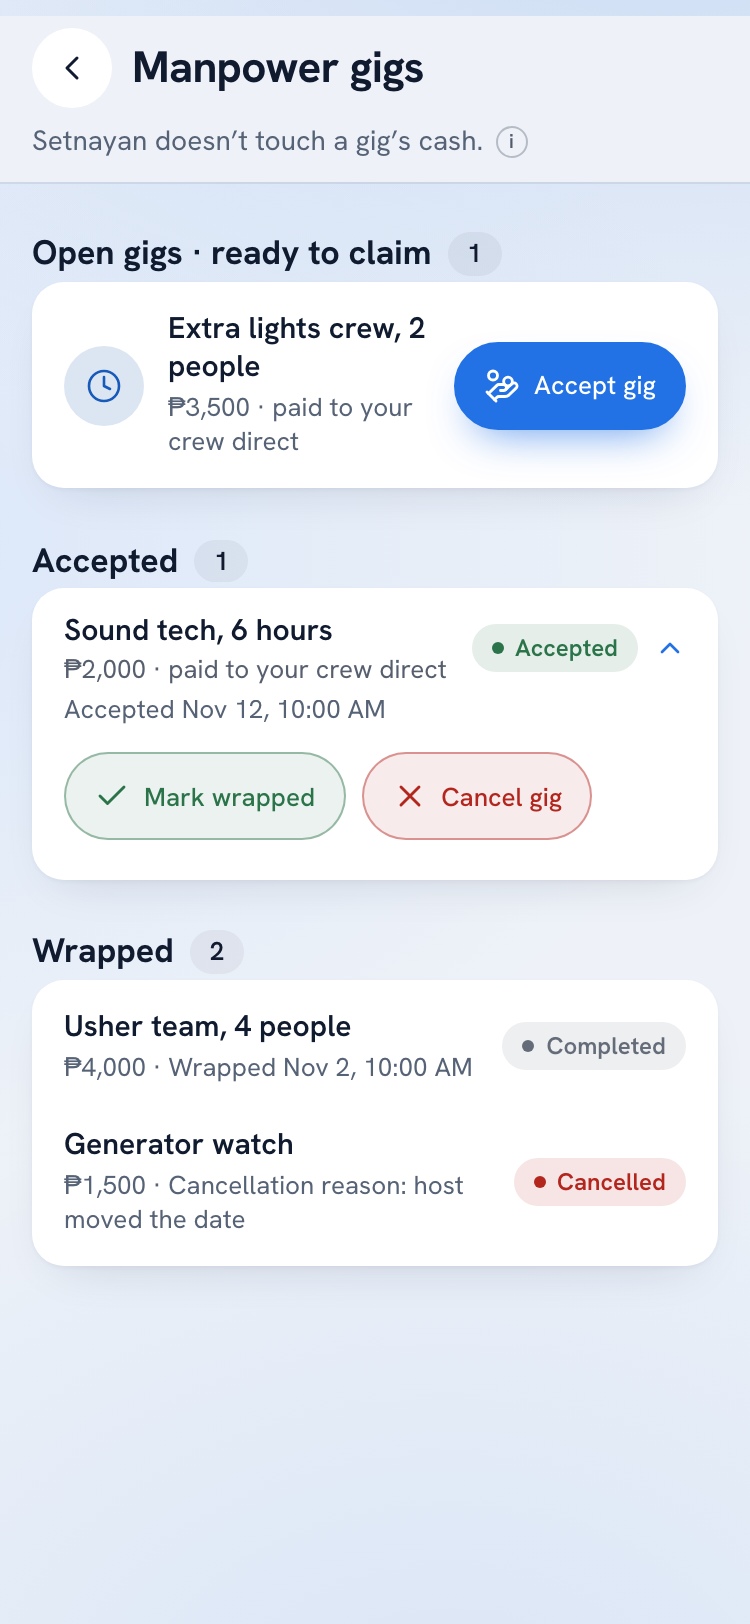 Manpower gigs
Setnayan doesn’t touch a gig’s cash. i
Open gigs · ready to claim 1
Extra lights crew, 2
people
₱3,500 · paid to your
crew direct
Accept gig
Accepted 1
Sound tech, 6 hours
₱2,000 · paid to your crew direct
Accepted Nov 12, 10:00 AM
Accepted
Mark wrapped
Cancel gig
Wrapped 2
Usher team, 4 people
₱4,000 · Wrapped Nov 2, 10:00 AM
Completed
Generator watch
₱1,500 · Cancellation reason: host
moved the date
Cancelled